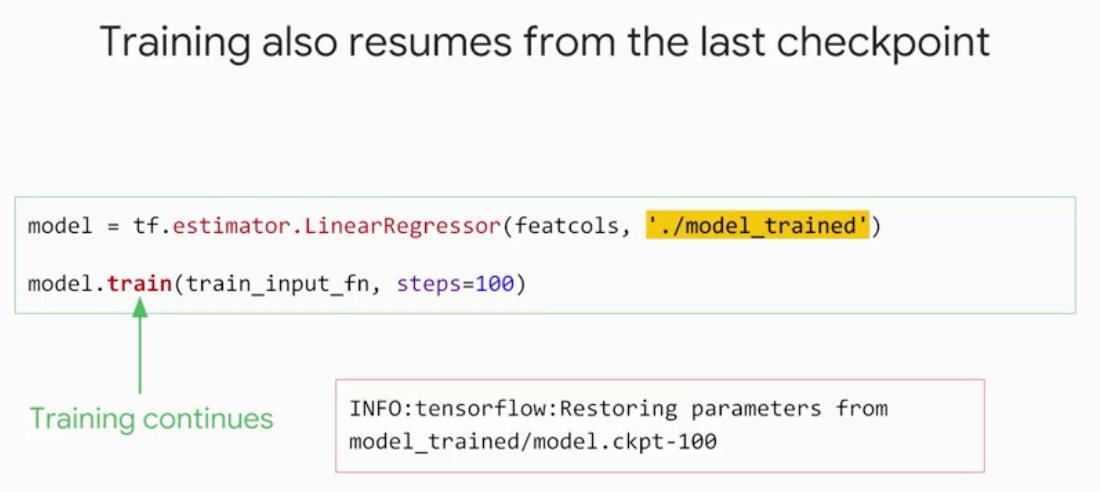 Training also resumes from the last checkpoint
model = tf.estimator.LinearRegressor(featcols, './model_trained')
model.train(train_input_fn, steps=100)
Training continues
INFO:tensorflow:Restoring parameters from
model_trained/model.ckpt-100